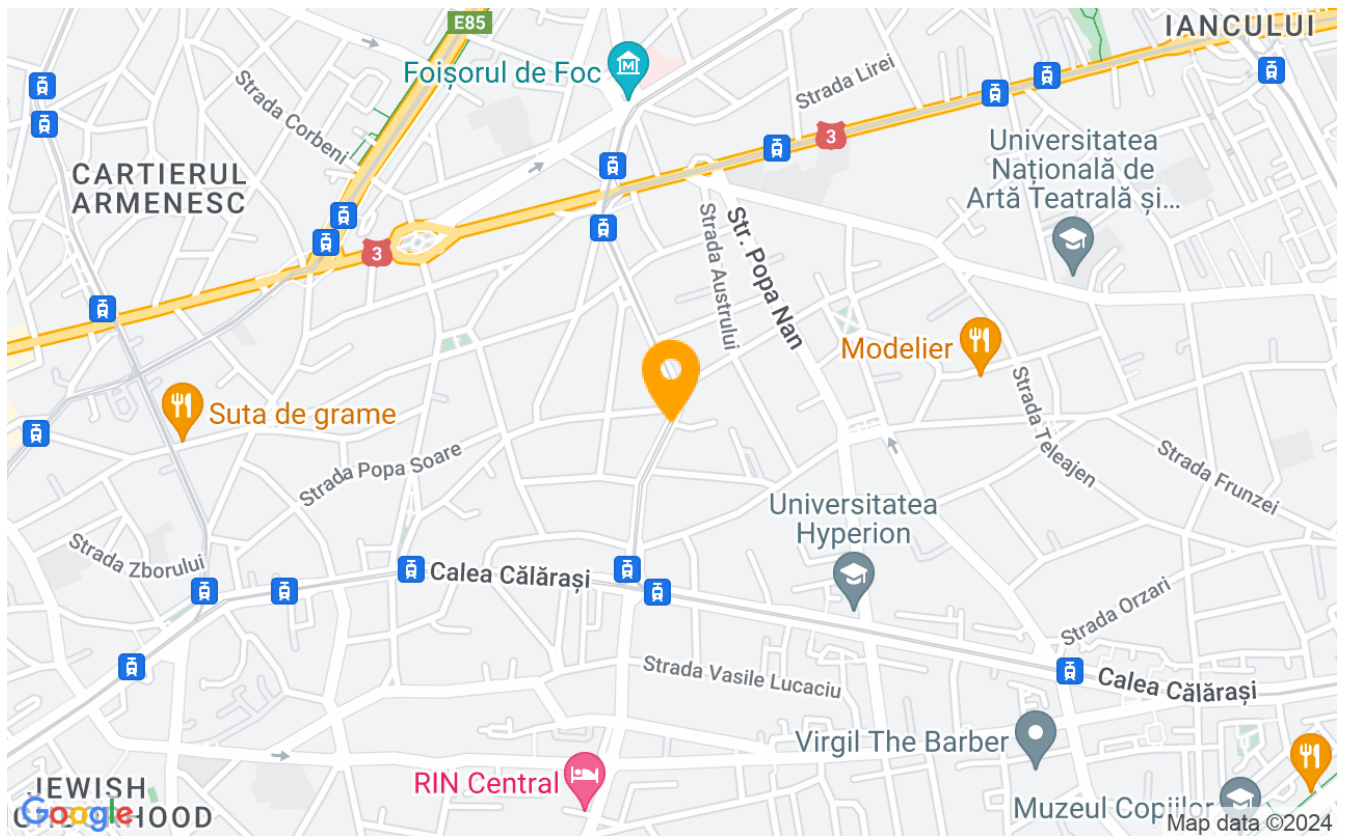 E85
IANCULUI
Foișorul de Foc
Strada Lirei
Strada Corbeni
3
Universitatea
Națională de
Artă Teatrală și...
CARTIERUL
ARMENESC
Strada Austrului
Str. Popa Nan
3
Modelier
Suta de grame
Strada Teleajen
Strada Popa Soare
Strada Frunzei
Universitatea
Hyperion
Strada Zborului
Calea Călărași
Strada Orzari
Strada Vasile Lucaciu
Calea Călărași
Virgil The Barber
RIN Central
JEWISH
HOOD
Google
Muzeul Copiilor
Map data ©2024